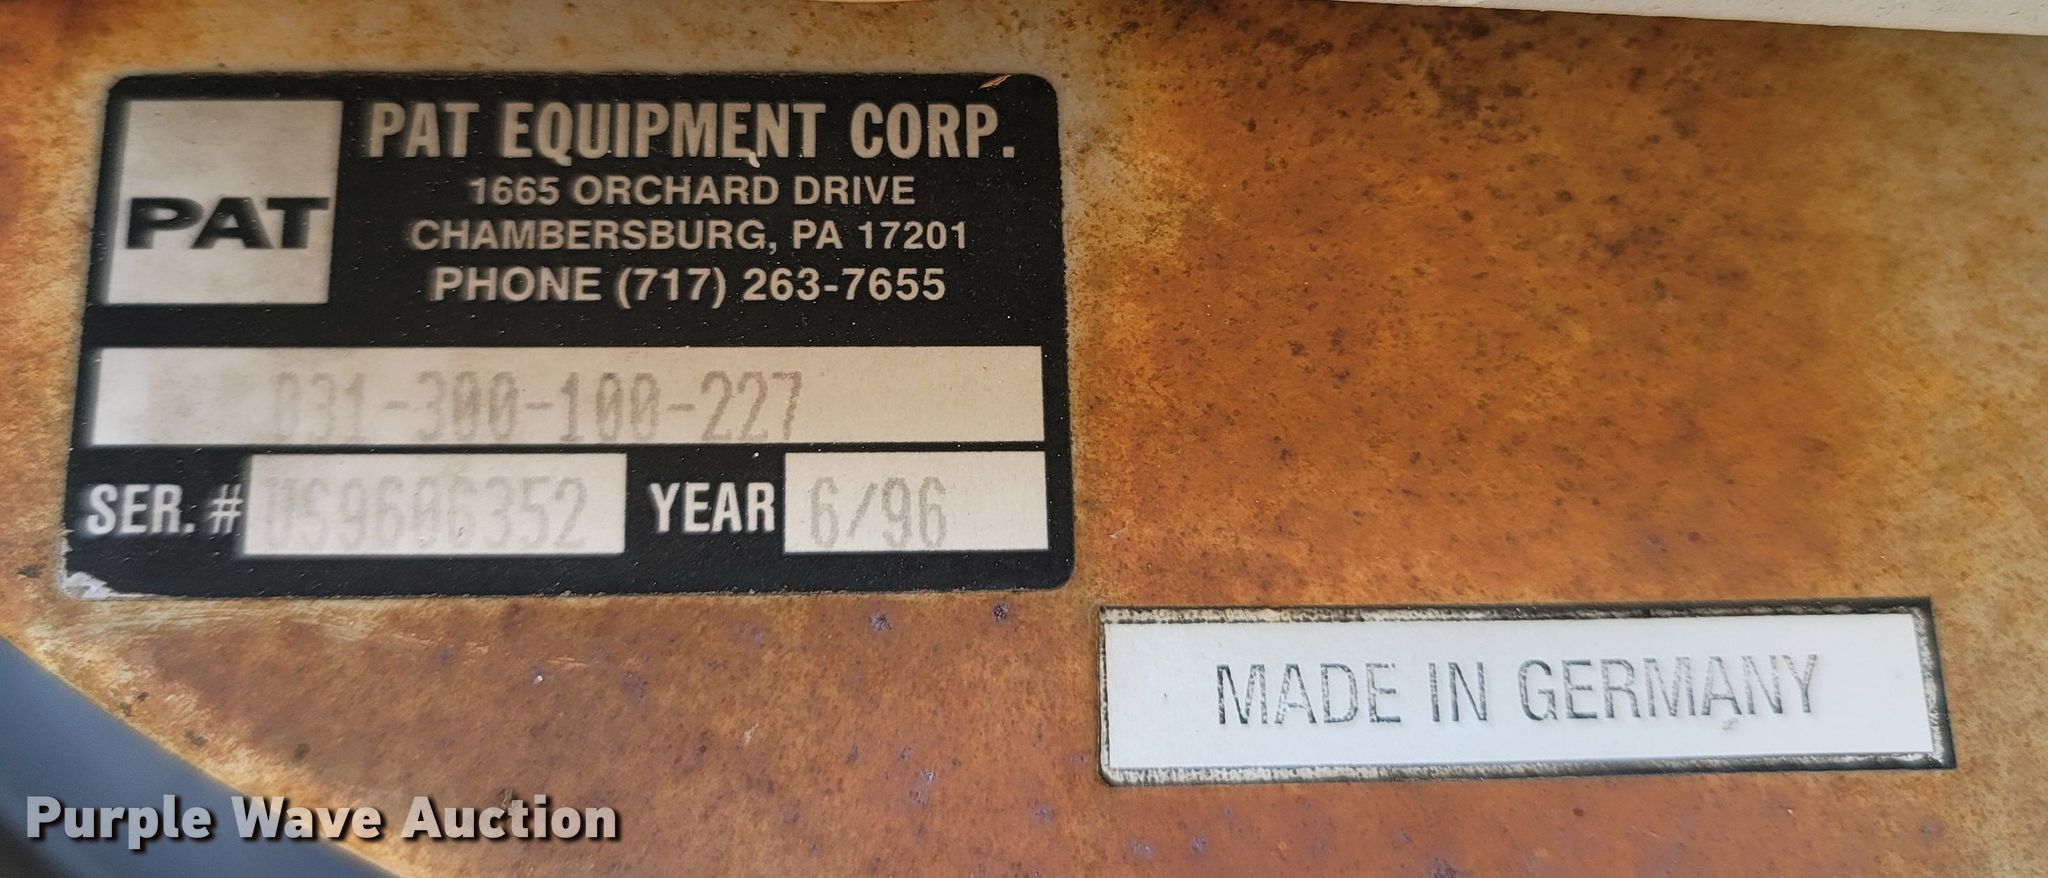 PAT EQUIPMENT CORP.
PAT
1665 ORCHARD DRIVE
CHAMBERSBURG, PA 17201
PHONE (717) 263-7655
031-300-100-227
SER. # US9606352 YEAR 6/96
MADE IN GERMANY
Purple Wave Auction